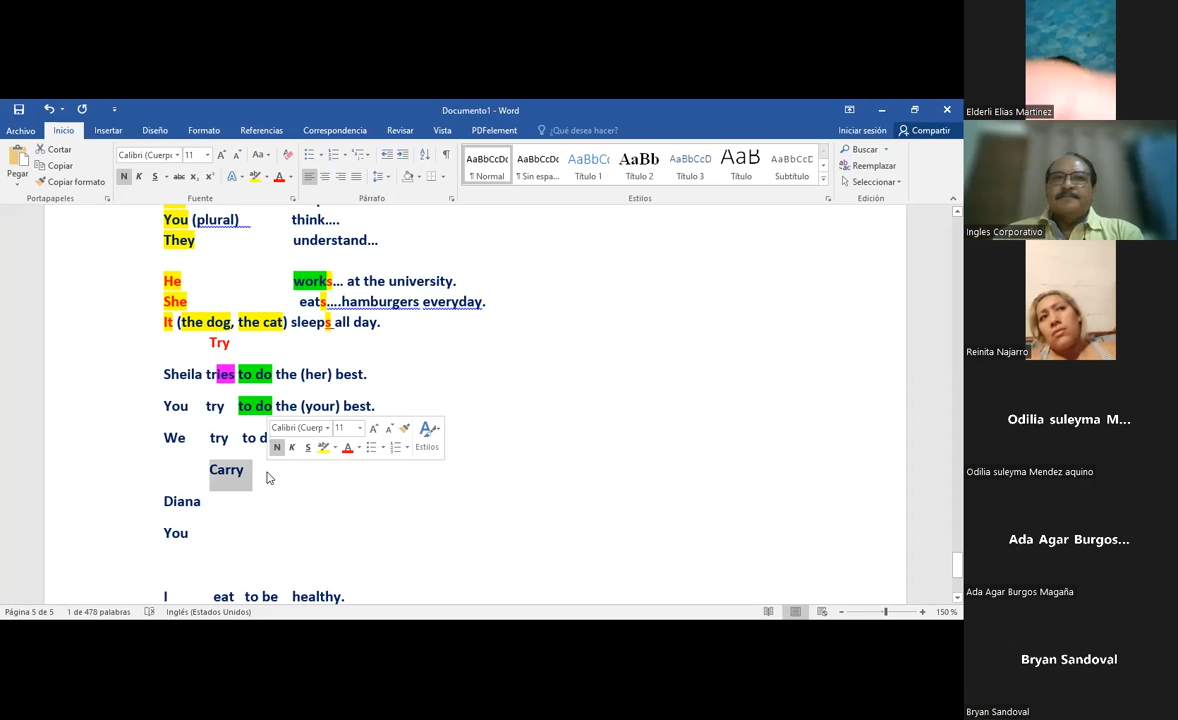 Documento1 - Word
Archivo Inicio Insertar Diseño Formato Referencias Correspondencia Revisar Vista PDFelement ¿Qué desea hacer? Iniciar sesión Compartir
Pegar
Cortar
Copiar
Copiar formato
Calibri (Cuerp 11
N K S abc x₂ x²
AaBbCcDc AaBbCcDc AaBbCc AaBb AaBbCcD AaB AaBbCcD
¶ Normal ¶ Sin espa... Título 1 Título 2 Título 3 Título Subtítulo
Buscar
Reemplazar
Seleccionar
Portapapeles Fuente Párrafo Estilos Edición
You (plural) think....
They understand...
He works... at the university.
She eats....hamburgers everyday.
It (the dog, the cat) sleeps all day.
Try
Sheila tries to do the (her) best.
You try to do the (your) best.
We try to d
Calibri (Cuerp 11
N K S Estilos
Carry
Diana
You
I eat to be healthy.
Página 5 de 5 1 de 478 palabras Inglés (Estados Unidos) 150 %
Elderli Elias Martinez
Ingles Corporativo
Reinita Najarro
Odilia suleyma M...
Odilia suleyma Mendez aquino
Ada Agar Burgos...
Ada Agar Burgos Magaña
Bryan Sandoval
Bryan Sandoval